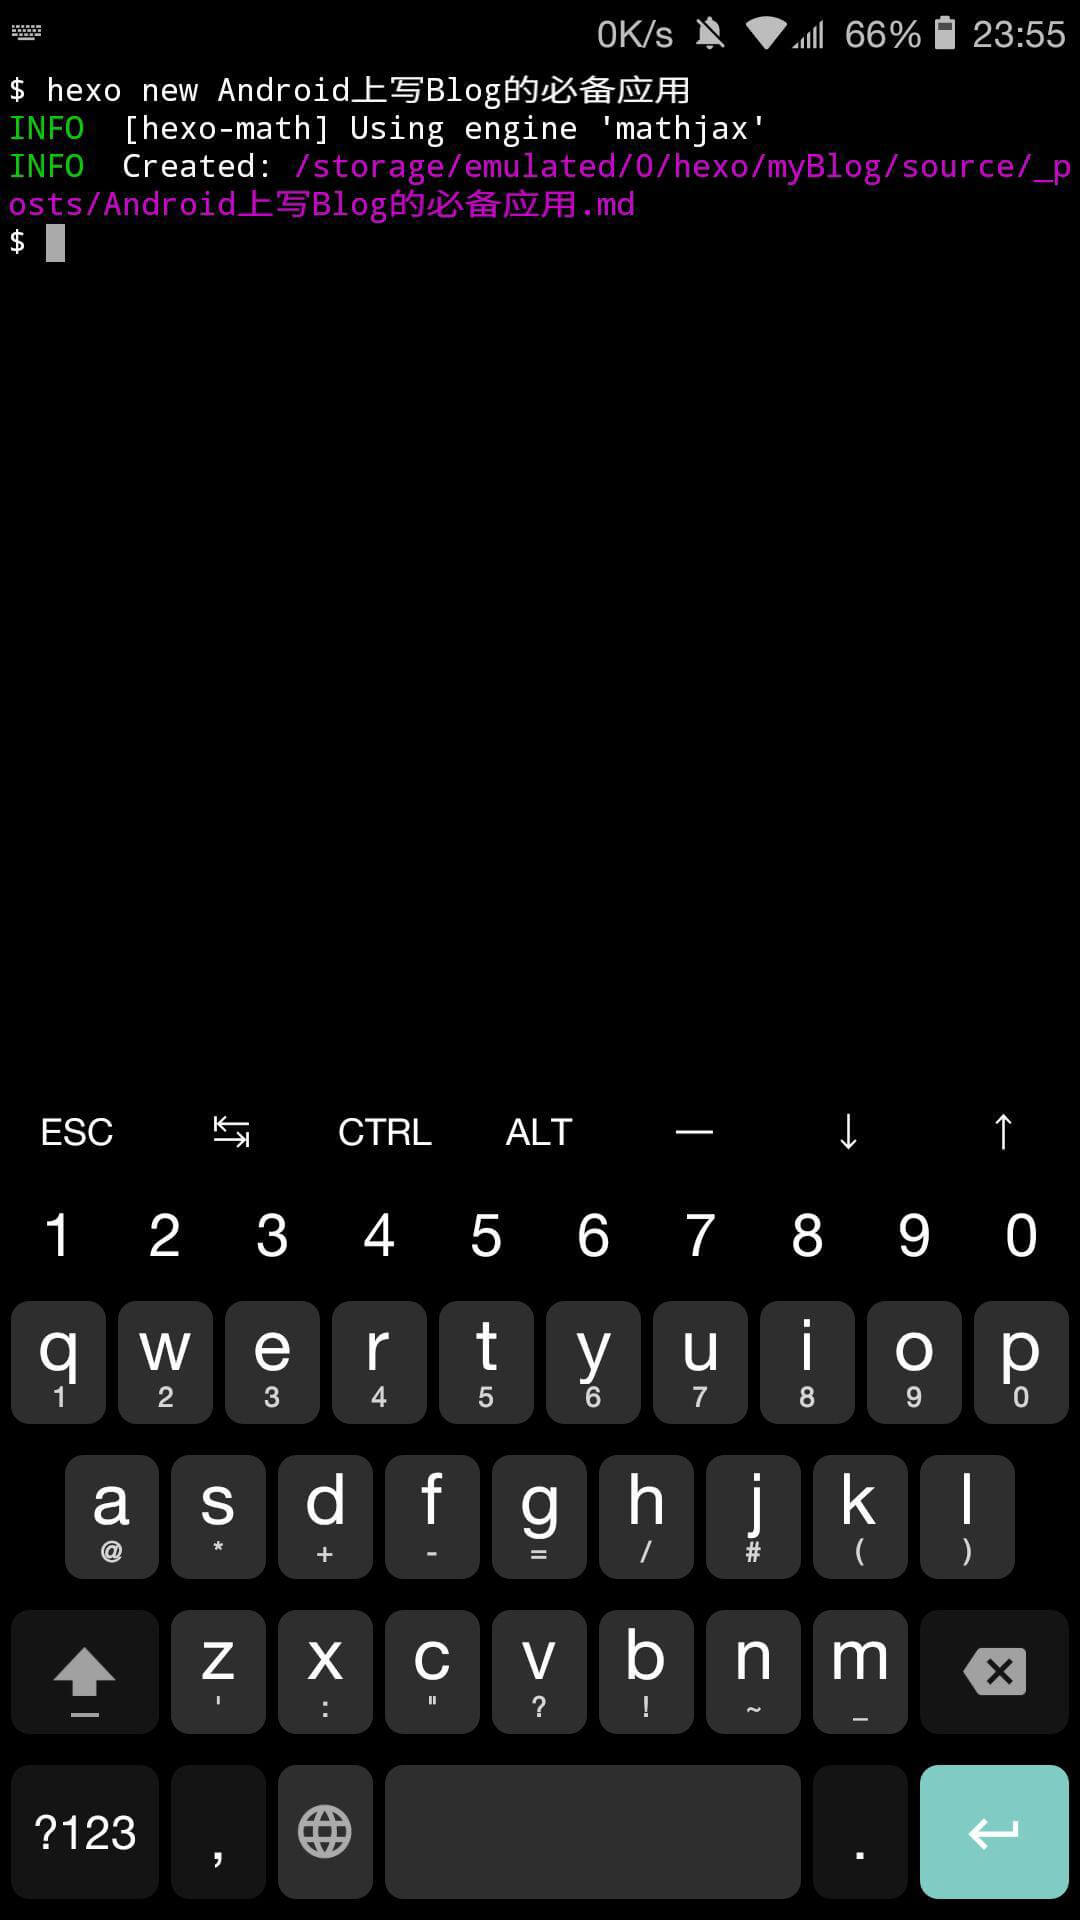 0K/s 66% 23:55
$ hexo new Android上写Blog的必备应用
INFO  [hexo-math] Using engine 'mathjax'
INFO  Created: /storage/emulated/0/hexo/myBlog/source/_p
osts/Android上写Blog的必备应用.md
$
ESC CTRL ALT — ↓ ↑
1 2 3 4 5 6 7 8 9 0
q w e r t y u i o p
1 2 3 4 5 6 7 8 9 0
a s d f g h j k l
@ * + - = / # ( )
z x c v b n m
' : " ? ! ~ _
?123 , .